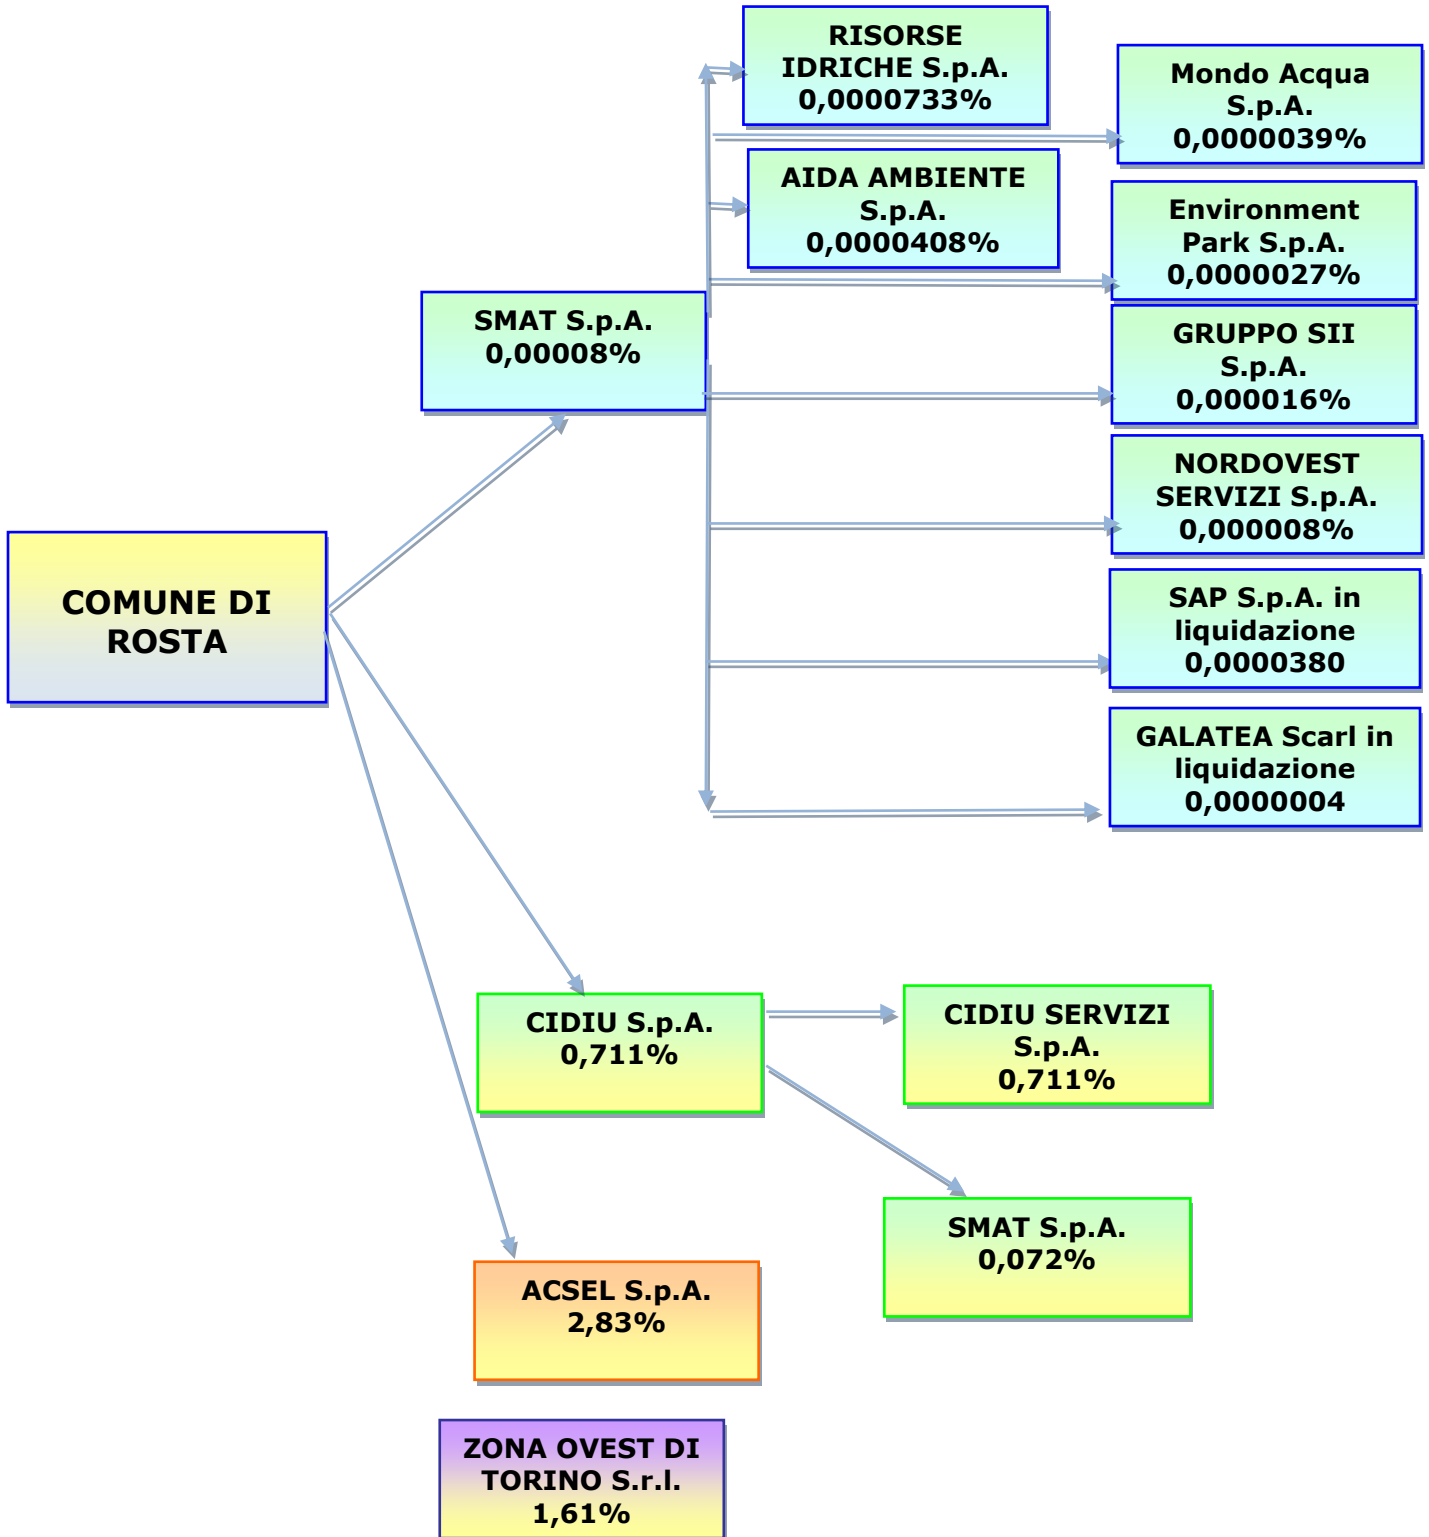 RISORSE
IDRICHE S.p.A.
0,0000733%
Mondo Acqua
S.p.A.
0,0000039%
AIDA AMBIENTE
S.p.A.
0,0000408%
Environment
Park S.p.A.
0,0000027%
SMAT S.p.A.
0,00008%
GRUPPO SII
S.p.A.
0,000016%
NORDOVEST
SERVIZI S.p.A.
0,000008%
COMUNE DI
ROSTA
SAP S.p.A. in
liquidazione
0,0000380
GALATEA Scarl in
liquidazione
0,0000004
CIDIU S.p.A.
0,711%
CIDIU SERVIZI
S.p.A.
0,711%
SMAT S.p.A.
0,072%
ACSEL S.p.A.
2,83%
ZONA OVEST DI
TORINO S.r.l.
1,61%